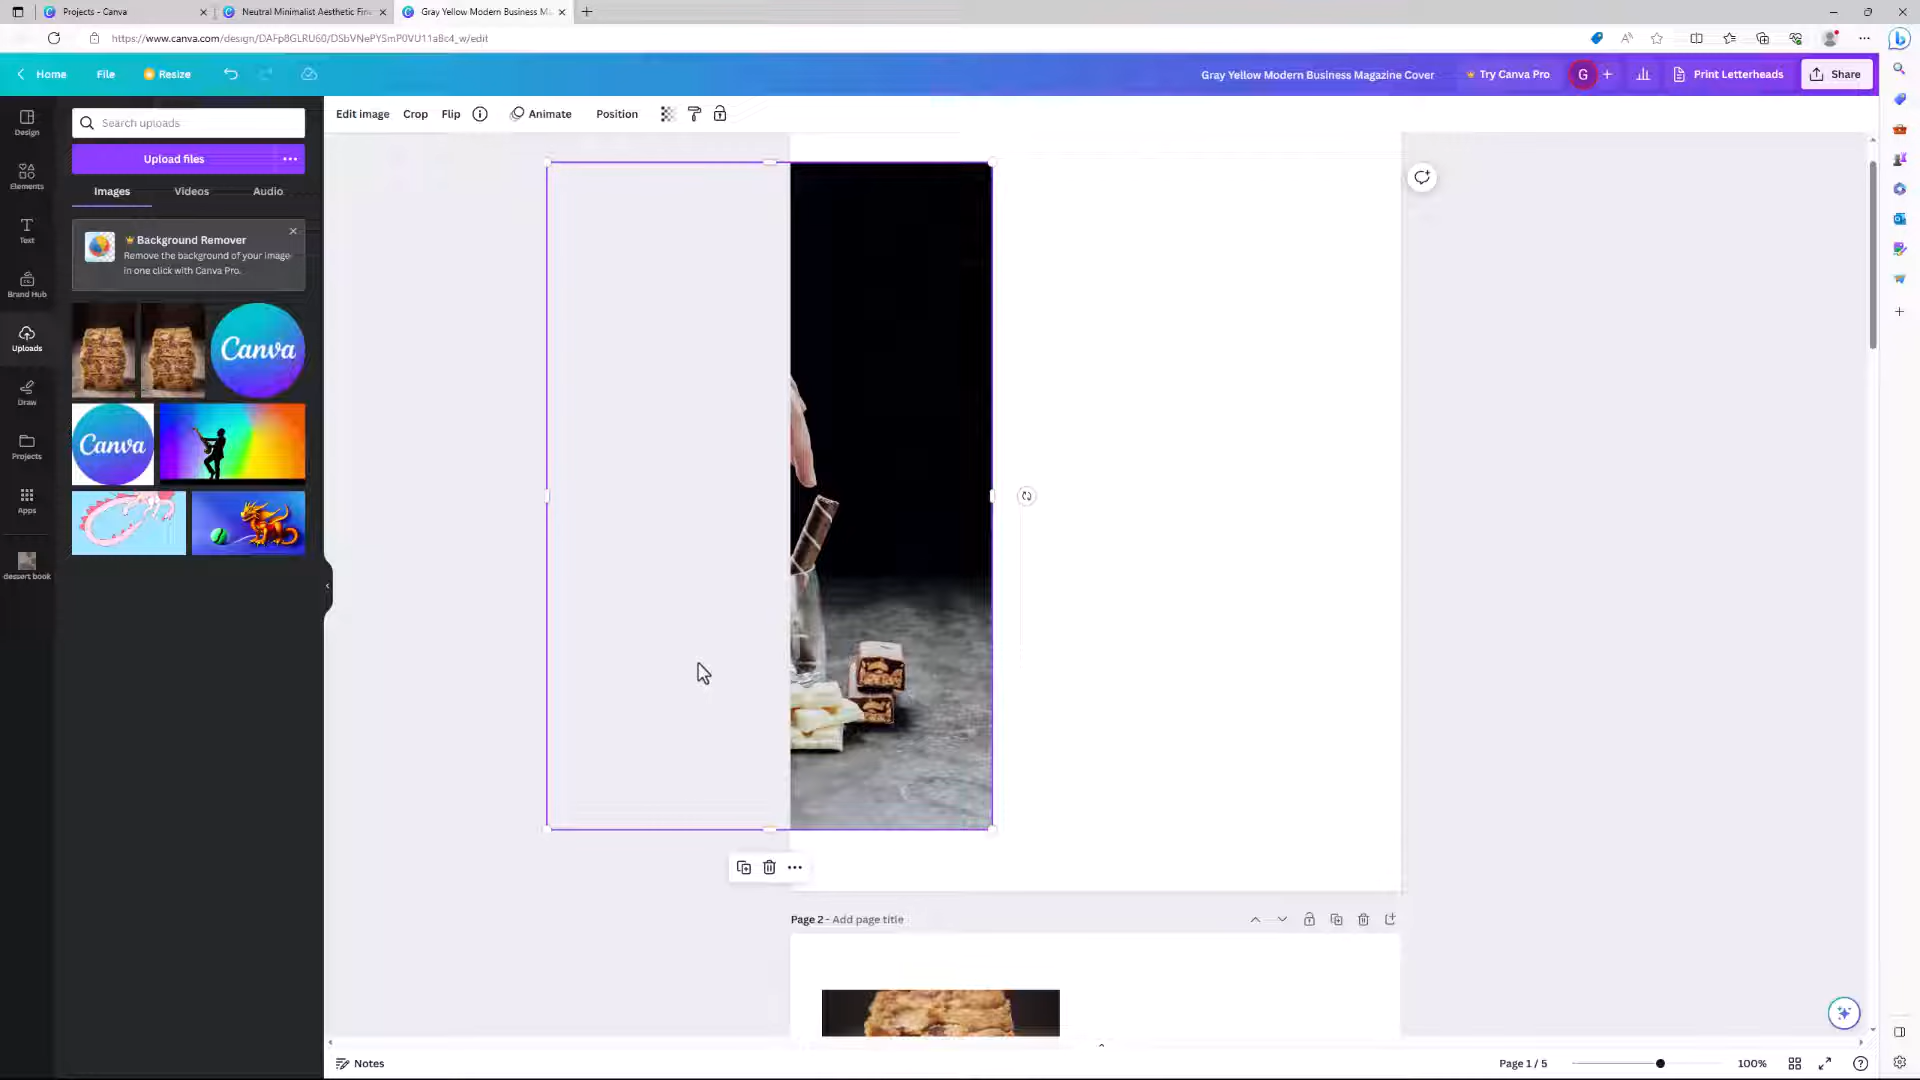 Projects - Canva
Neutral Minimalist Aesthetic Fin
Gray Yellow Modern Business M
https://www.canva.com/design/DAFp8GLRU60/DSbVNePYSmP0VU11a8c4_w/edit
Home
File
Resize
Gray Yellow Modern Business Magazine Cover
Try Canva Pro
G
Print Letterheads
Share
Edit image
Crop
Flip
Animate
Position
Search uploads
Upload files
Images
Videos
Audio
Background Remover
Remove the background of your image
in one click with Canva Pro.
Design
Elements
Text
Brand Hub
Uploads
Draw
Projects
Apps
dessert book
Canva
Canva
Page 2 - Add page title
Notes
Page 1 / 5
100%